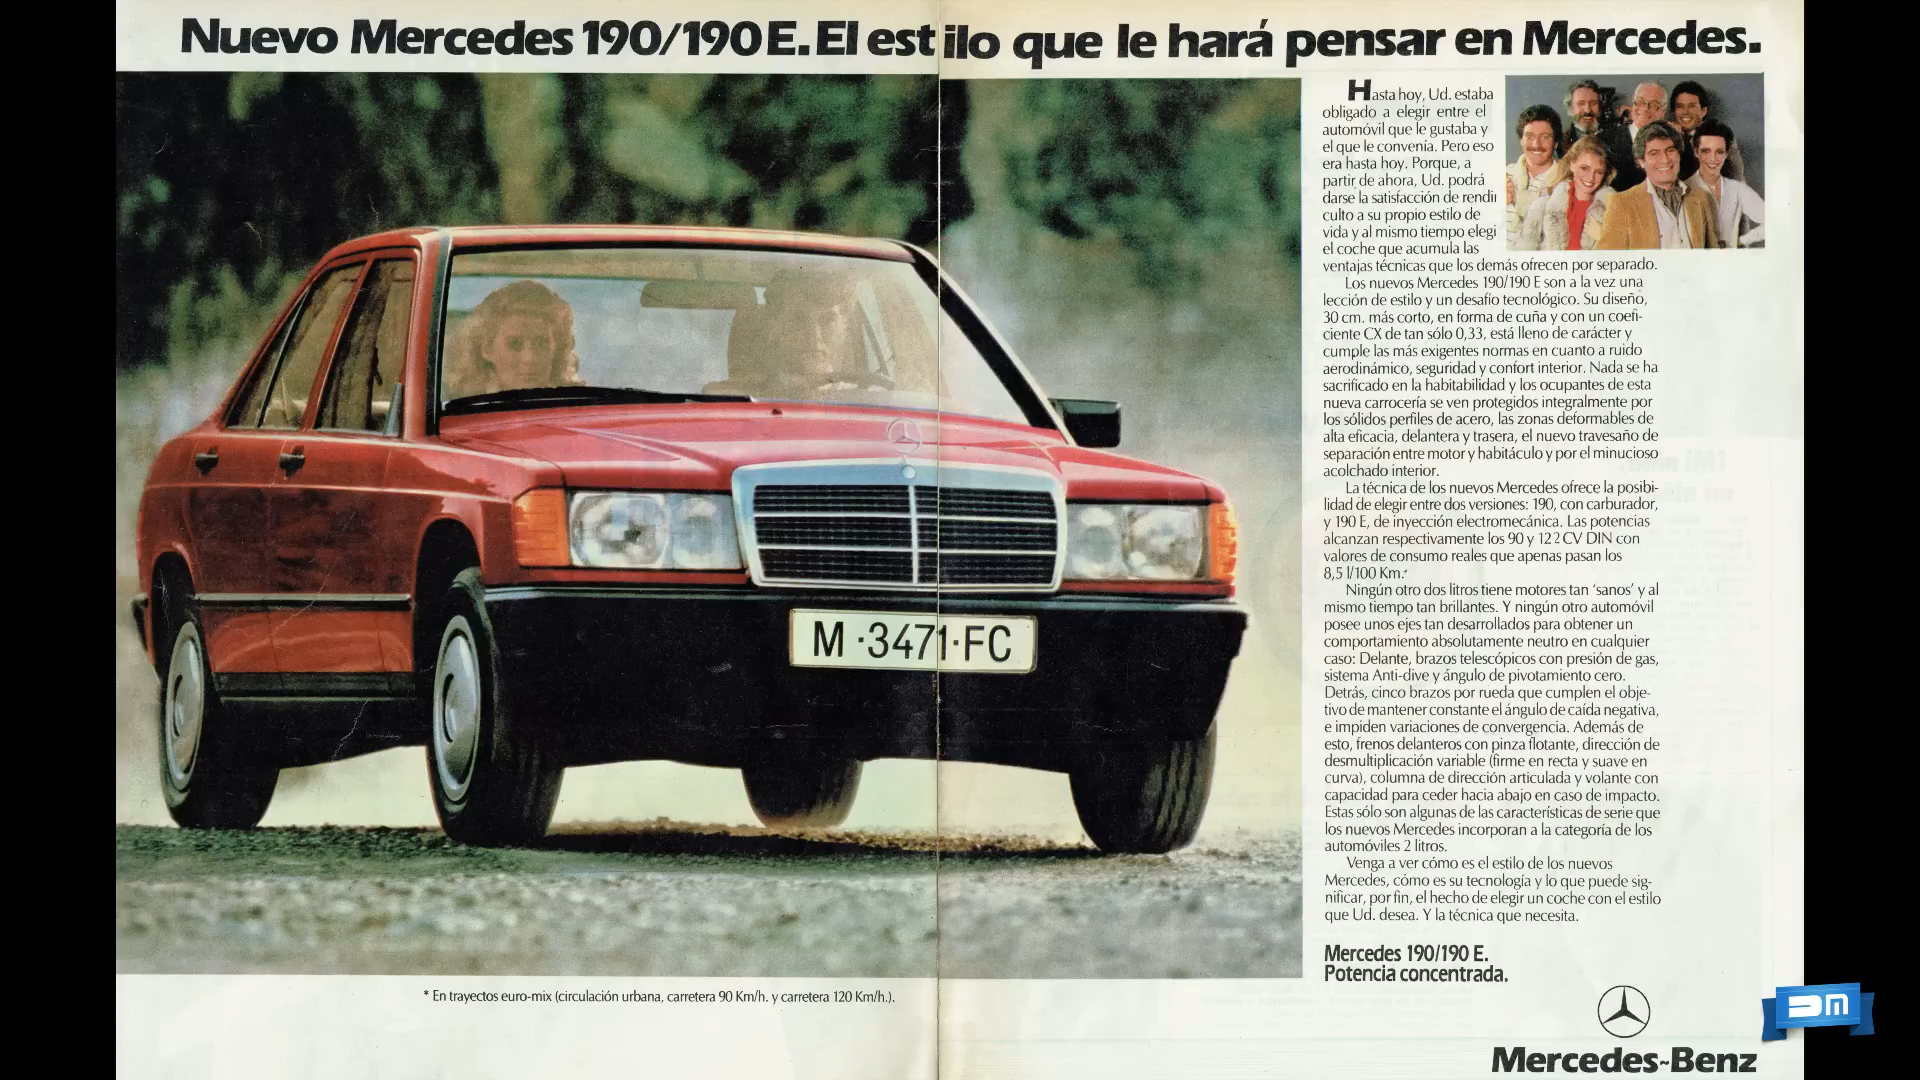 Nuevo Mercedes 190/190 E. El estilo que le hará pensar en Mercedes.
Hasta hoy, Ud. estaba
obligado a elegir entre el
automóvil que le gustaba y
el que le convenía. Pero eso
era hasta hoy. Porque, a
partir de ahora, Ud. podrá
darse la satisfacción de rendi
culto a su propio estilo de
vida y al mismo tiempo elegi
el coche que acumula las
ventajas técnicas que los demás ofrecen por separado.
Los nuevos Mercedes 190/190 E son a la vez una
lección de estilo y un desafío tecnológico. Su diseño,
30 cm. más corto, en forma de cuña y con un coefi-
ciente CX de tan sólo 0,33, está lleno de carácter y
cumple las más exigentes normas en cuanto a ruido
aerodinámico, seguridad y confort interior. Nada se ha
sacrificado en la habitabilidad y los ocupantes de esta
nueva carrocería se ven protegidos integralmente por
los sólidos perfiles de acero, las zonas deformables de
alta eficacia, delantera y trasera, el nuevo travesaño de
separación entre motor y habitáculo y por el minucioso
acolchado interior.
La técnica de los nuevos Mercedes ofrece la posibi-
lidad de elegir entre dos versiones: 190, con carburador,
y 190 E, de inyección electromecánica. Las potencias
alcanzan respectivamente los 90 y 122 CV DIN con
valores de consumo reales que apenas pasan los
8,5 l/100 Km.*
Ningún otro dos litros tiene motores tan 'sanos' y al
mismo tiempo tan brillantes. Y ningún otro automóvil
posee unos ejes tan desarrollados para obtener un
comportamiento absolutamente neutro en cualquier
caso: Delante, brazos telescópicos con presión de gas,
sistema Anti-dive y ángulo de pivotamiento cero.
Detrás, cinco brazos por rueda que cumplen el obje-
tivo de mantener constante el ángulo de caída negativa,
e impiden variaciones de convergencia. Además de
esto, frenos delanteros con pinza flotante, dirección de
desmultiplicación variable (firme en recta y suave en
curva), columna de dirección articulada y volante con
capacidad para ceder hacia abajo en caso de impacto.
Estas sólo son algunas de las características de serie que
los nuevos Mercedes incorporan a la categoría de los
automóviles 2 litros.
Venga a ver cómo es el estilo de los nuevos
Mercedes, cómo es su tecnología y lo que puede sig-
nificar, por fin, el hecho de elegir un coche con el estilo
que Ud. desea. Y la técnica que necesita.
Mercedes 190/190 E.
Potencia concentrada.
M·3471·FC
* En trayectos euro-mix (circulación urbana, carretera 90 Km/h. y carretera 120 Km/h.).
Mercedes-Benz
DM